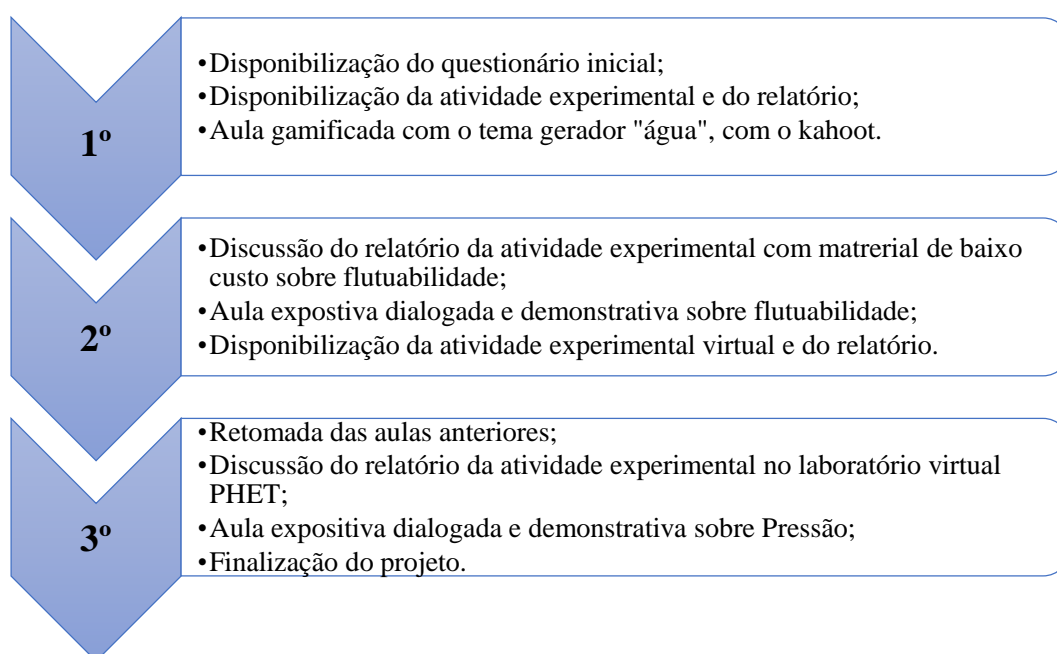 1º
•Disponibilização do questionário inicial;
•Disponibilização da atividade experimental e do relatório;
•Aula gamificada com o tema gerador "água", com o kahoot.
2º
•Discussão do relatório da atividade experimental com matrerial de baixo
custo sobre flutuabilidade;
•Aula expostiva dialogada e demonstrativa sobre flutuabilidade;
•Disponibilização da atividade experimental virtual e do relatório.
3º
•Retomada das aulas anteriores;
•Discussão do relatório da atividade experimental no laboratório virtual
PHET;
•Aula expositiva dialogada e demonstrativa sobre Pressão;
•Finalização do projeto.